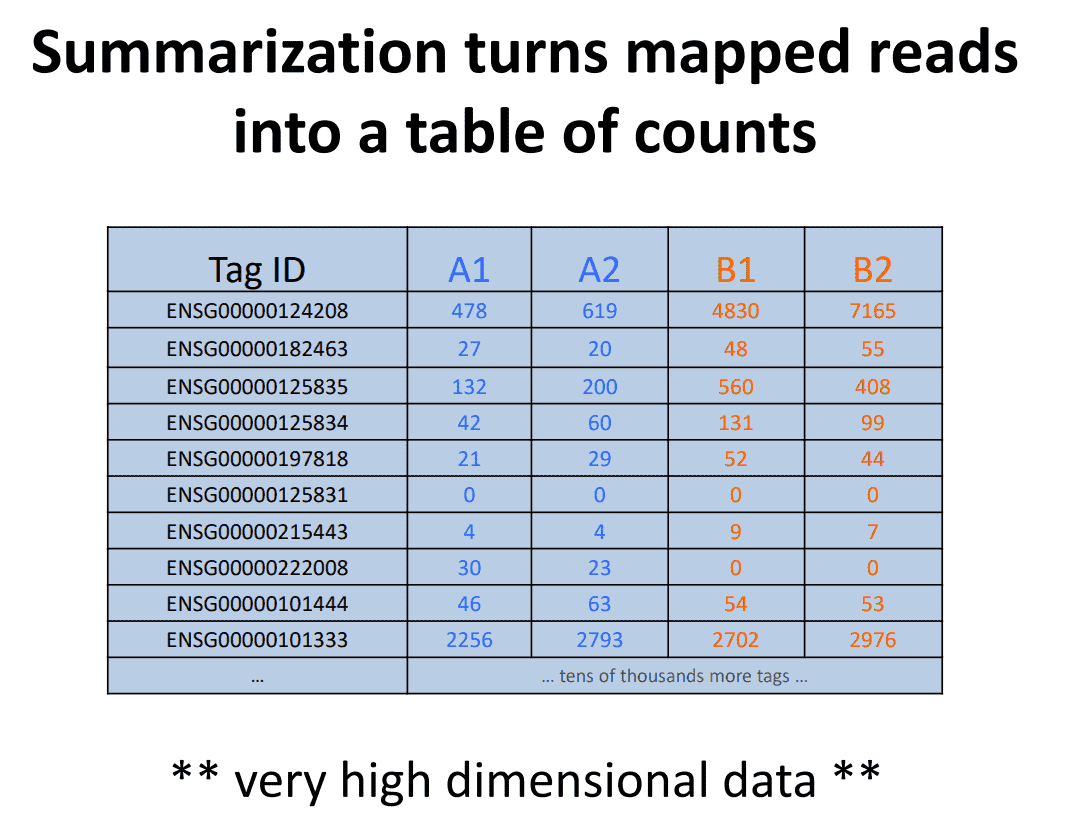 Summarization turns mapped reads
into a table of counts
Tag ID A1 A2 B1 B2
ENSG00000124208 478 619 4830 7165
ENSG00000182463 27 20 48 55
ENSG00000125835 132 200 560 408
ENSG00000125834 42 60 131 99
ENSG00000197818 21 29 52 44
ENSG00000125831 0 0 0 0
ENSG00000215443 4 4 9 7
ENSG00000222008 30 23 0 0
ENSG00000101444 46 63 54 53
ENSG00000101333 2256 2793 2702 2976
... ... tens of thousands more tags ...
** very high dimensional data **